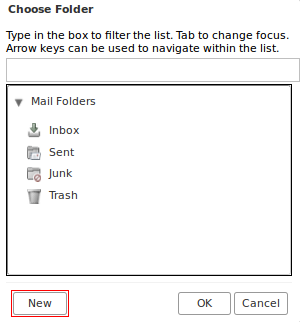 Choose Folder
Type in the box to filter the list. Tab to change focus.
Arrow keys can be used to navigate within the list.
Mail Folders
Inbox
Sent
Junk
Trash
New OK Cancel